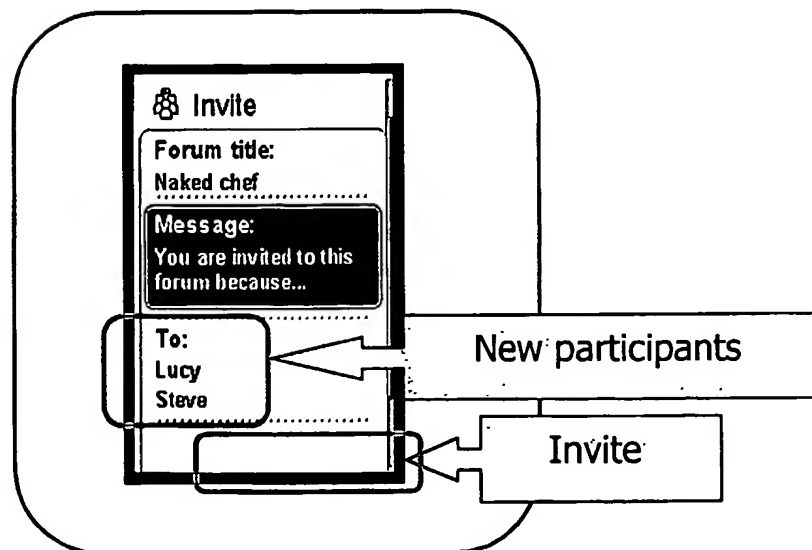 Invite
Forum title:
Naked chef
Message:
You are invited to this
forum because...
To:
Lucy
Steve
New participants
Invite